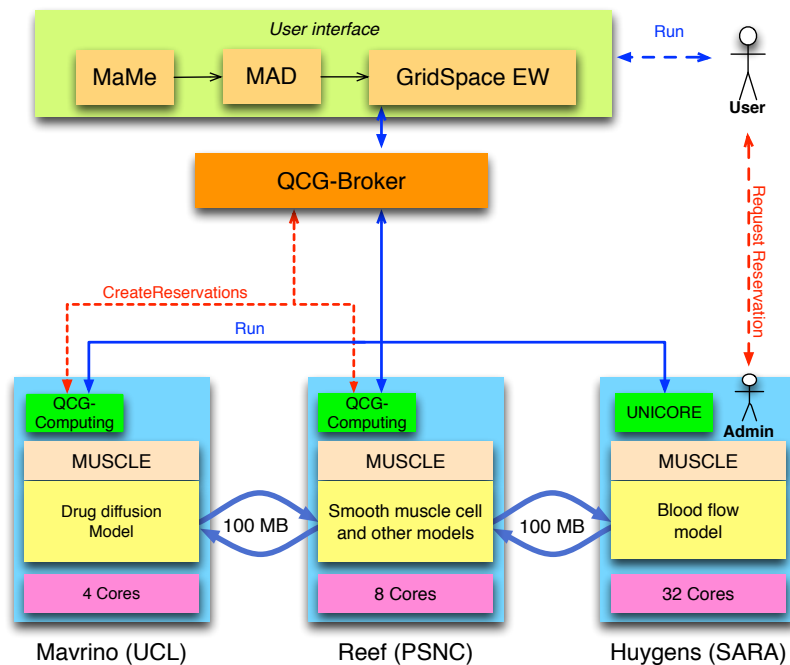 User interface
MaMe
MAD
GridSpace EW
Run
User
QCG-Broker
Request Reservation
CreateReservations
Run
QCG-
Computing
QCG-
Computing
UNICORE
Admin
MUSCLE
MUSCLE
MUSCLE
Drug diffusion
Model
100 MB
Smooth muscle cell
and other models
100 MB
Blood flow
model
4 Cores
8 Cores
32 Cores
Mavrino (UCL)
Reef (PSNC)
Huygens (SARA)